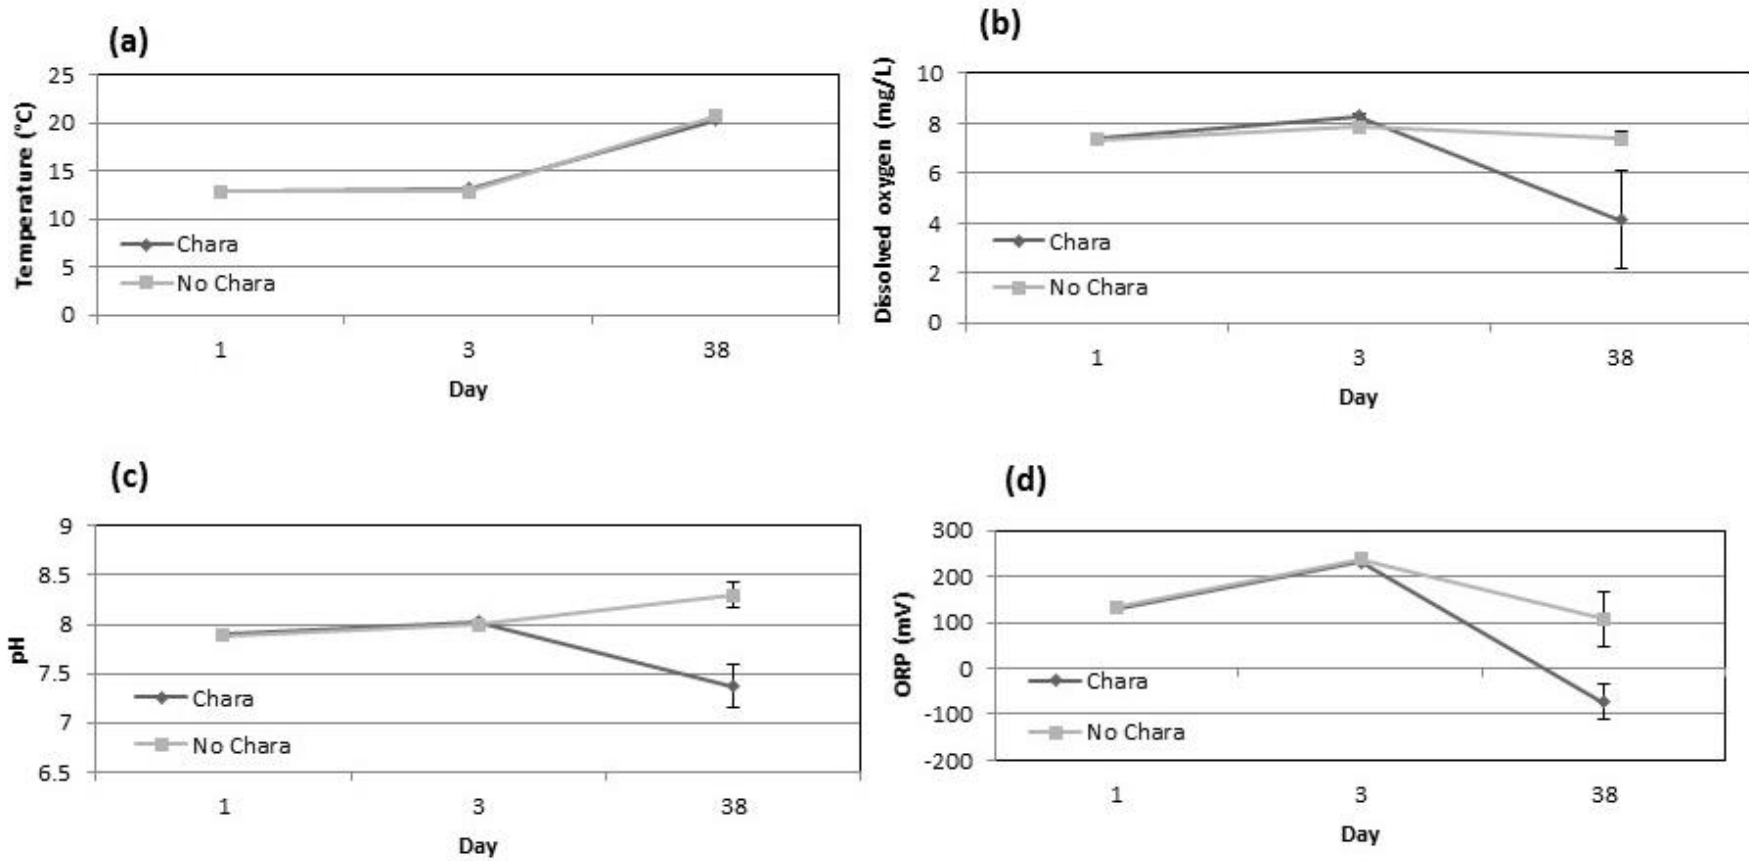 (a)
Temperature (°C)
25
20
15
10
5
0
Chara
No Chara
1 3 38
Day
(b)
Dissolved oxygen (mg/L)
10
8
6
4
2
0
Chara
No Chara
1 3 38
Day
(c)
pH
9
8.5
8
7.5
7
6.5
Chara
No Chara
1 3 38
Day
(d)
ORP (mV)
300
200
100
0
-100
-200
Chara
No Chara
1 3 38
Day